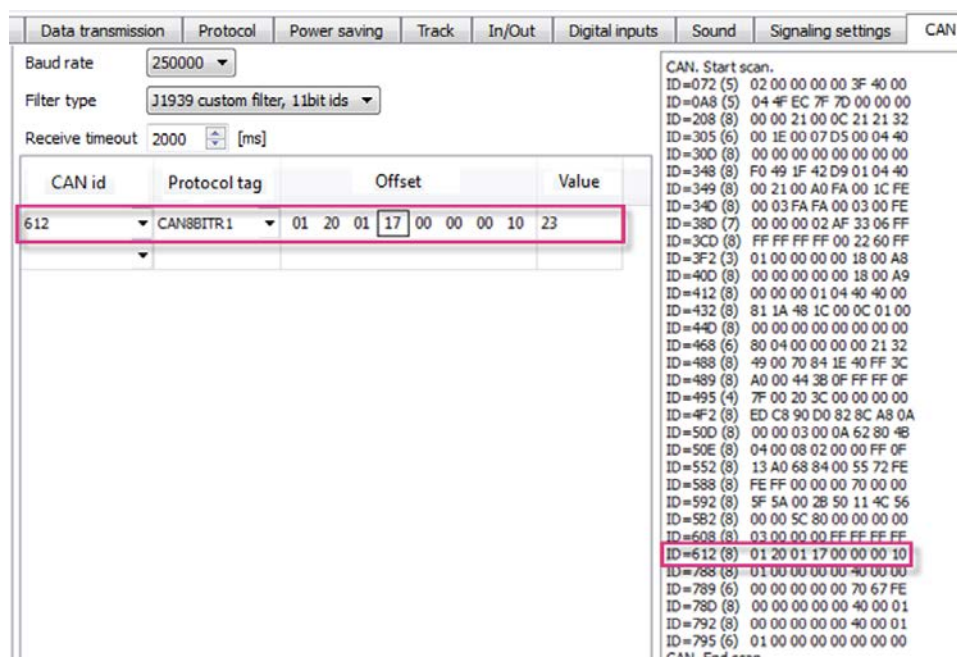 Data transmission Protocol Power saving Track In/Out Digital inputs Sound Signaling settings CAN
Baud rate 250000
Filter type J1939 custom filter, 11bit ids
Receive timeout 2000 [ms]
CAN id Protocol tag Offset Value
612 CAN8BITR1 01 20 01 17 00 00 00 10 23
CAN. Start scan.
ID=072 (5) 02 00 00 00 00 3F 40 00
ID=0A8 (5) 04 4F EC 7F 7D 00 00 00
ID=208 (8) 00 00 21 00 0C 21 21 32
ID=305 (6) 00 1E 00 07 D5 00 04 40
ID=30D (8) 00 00 00 00 00 00 00 00
ID=348 (8) F0 49 1F 42 D9 01 04 40
ID=349 (8) 00 21 00 A0 FA 00 1C FE
ID=34D (8) 00 03 FA FA 00 03 00 FE
ID=38D (7) 00 00 00 02 AF 33 06 FF
ID=3CD (8) FF FF FF FF 00 22 60 FF
ID=3F2 (3) 01 00 00 00 00 18 00 A8
ID=40D (8) 00 00 00 00 00 18 00 A9
ID=412 (8) 00 00 00 01 04 40 40 00
ID=432 (8) 81 1A 48 1C 00 0C 01 00
ID=44D (8) 00 00 00 00 00 00 00 00
ID=468 (6) 80 04 00 00 00 00 21 32
ID=488 (8) 49 00 70 84 1E 40 FF 3C
ID=489 (8) A0 00 44 3B 0F FF FF 0F
ID=495 (4) 7F 00 20 3C 00 00 00 00
ID=4F2 (8) ED C8 90 D0 82 8C A8 0A
ID=50D (8) 00 00 03 00 0A 62 80 4B
ID=50E (8) 04 00 08 02 00 00 FF 0F
ID=552 (8) 13 A0 68 84 00 55 72 FE
ID=588 (8) FE FF 00 00 00 70 00 00
ID=592 (8) 5F 5A 00 2B 50 11 4C 56
ID=5B2 (8) 00 00 5C 80 00 00 00 00
ID=608 (8) 03 00 00 00 FF FF FF FF
ID=612 (8) 01 20 01 17 00 00 00 10
ID=788 (8) 01 00 00 00 00 40 00 00
ID=789 (6) 00 00 00 00 00 70 67 FE
ID=78D (8) 00 00 00 00 00 40 00 01
ID=792 (8) 00 00 00 00 00 40 00 01
ID=795 (6) 01 00 00 00 00 00 00 00
CAN. End scan.